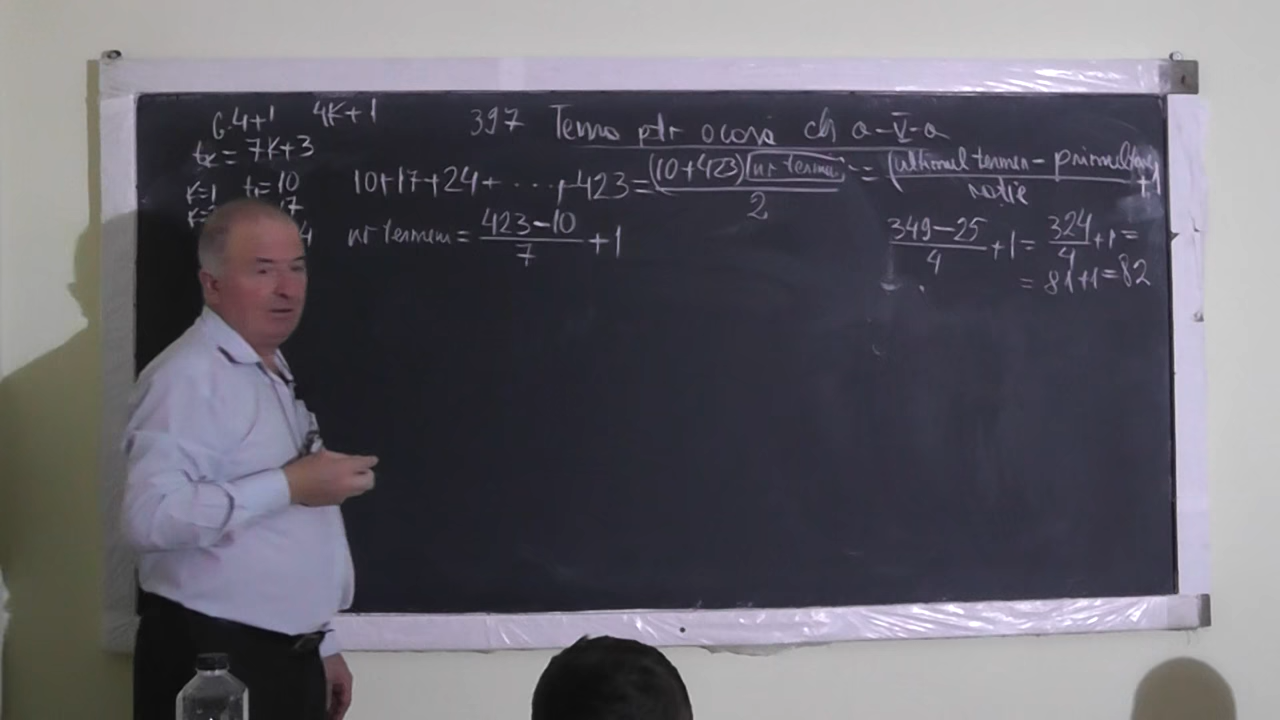 6·4+1 4K+1
397 Tema ptr acasă cls a-V-a
tₖ = 7K+3
K=1 t₁=10
10+17+24+ . . . . +423 = (10+423)(nr termeni)/2 = (ultimul termen - primul termen)/rație +1
nr termeni = (423-10)/7 +1
(349-25)/4 +1 = 324/4 +1 =
= 81+1=82